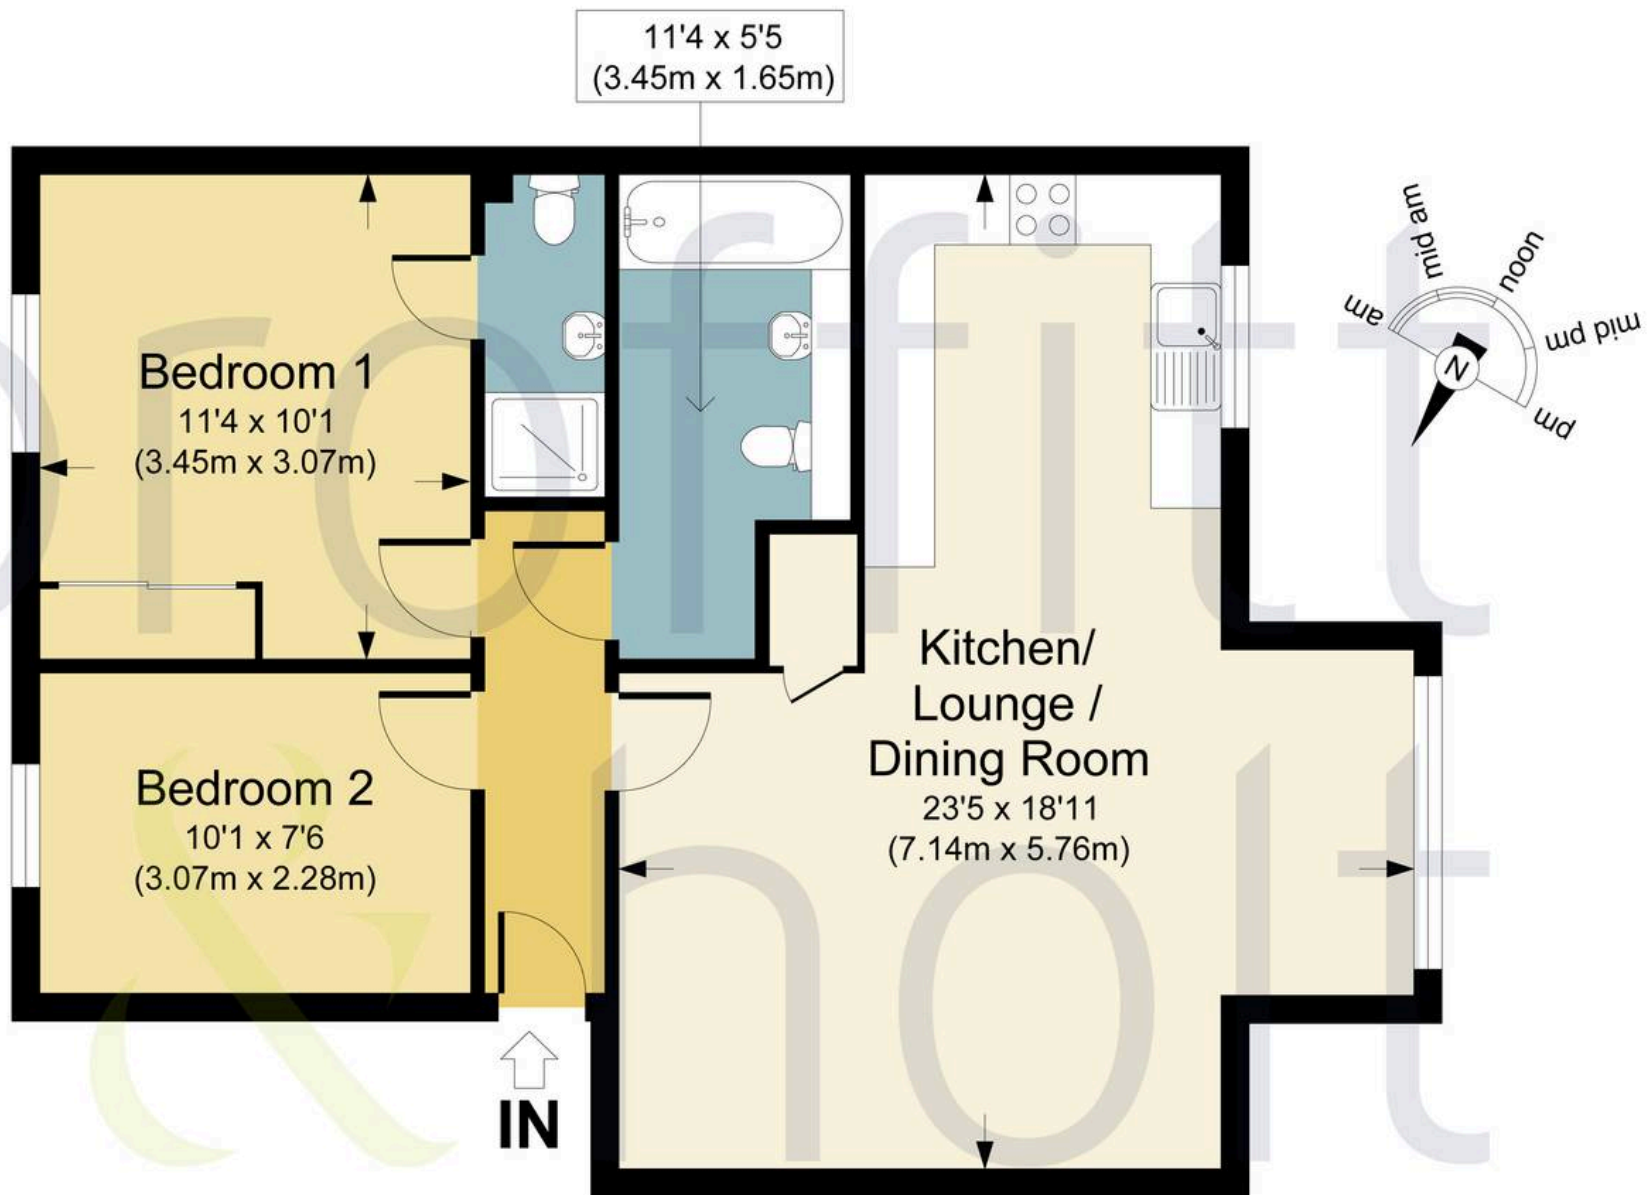 11'4 x 5'5
(3.45m x 1.65m)
Bedroom 1
11'4 x 10'1
(3.45m x 3.07m)
am
mid am
noon
mid pm
pm
N
Kitchen/
Lounge /
Dining Room
23'5 x 18'11
(7.14m x 5.76m)
Bedroom 2
10'1 x 7'6
(3.07m x 2.28m)
IN
proffitt
& holt